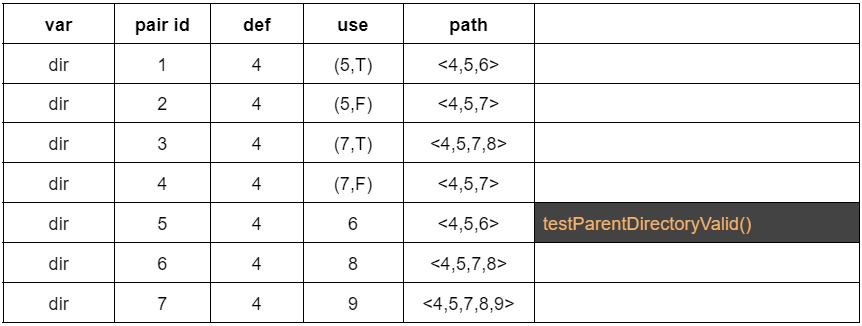 var pair id def use path
dir 1 4 (5,T) <4,5,6>
dir 2 4 (5,F) <4,5,7>
dir 3 4 (7,T) <4,5,7,8>
dir 4 4 (7,F) <4,5,7>
dir 5 4 6 <4,5,6> testParentDirectoryValid()
dir 6 4 8 <4,5,7,8>
dir 7 4 9 <4,5,7,8,9>